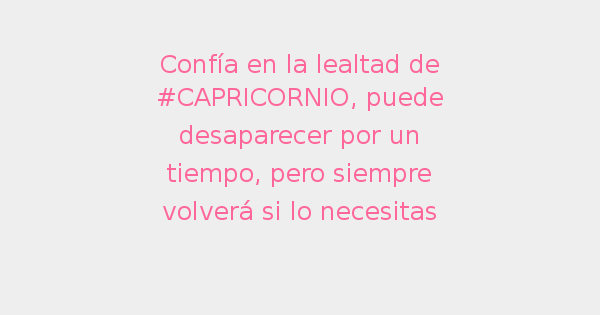 Confía en la lealtad de
#CAPRICORNIO, puede
desaparecer por un
tiempo, pero siempre
volverá si lo necesitas